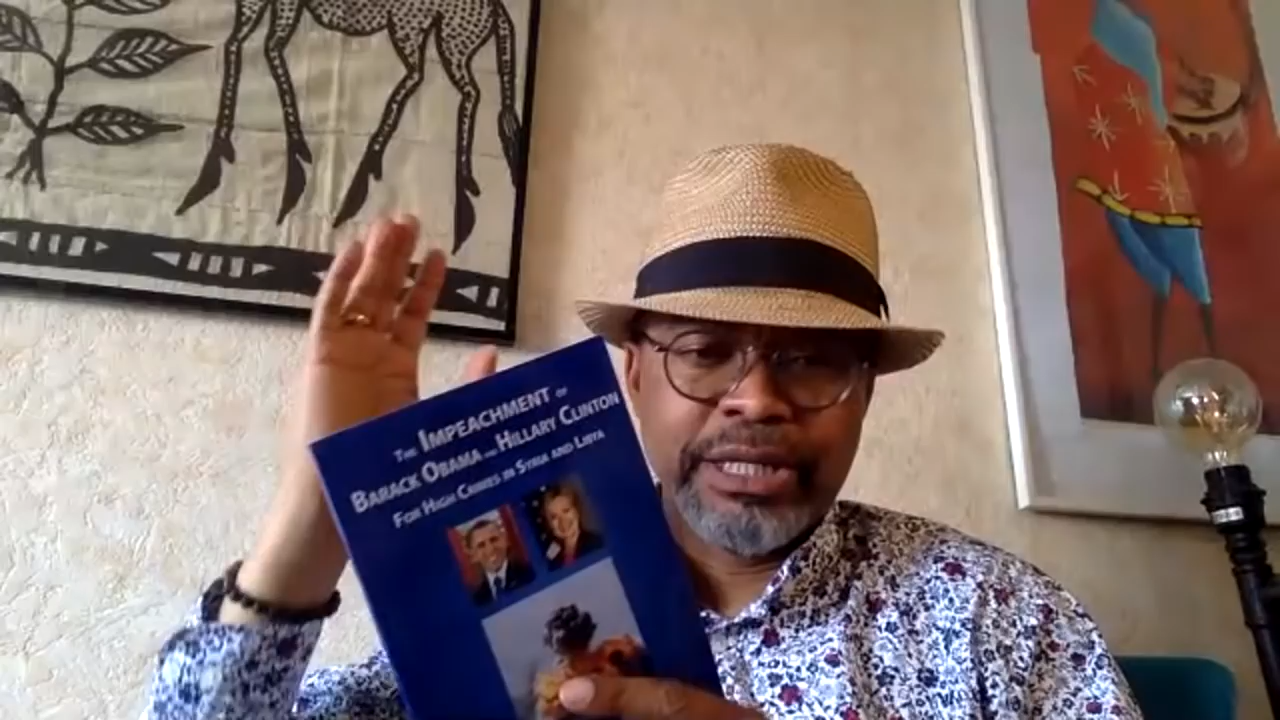 THE IMPEACHMENT OF
BARACK OBAMA AND HILLARY CLINTON
FOR HIGH CRIMES IN SYRIA AND LIBYA